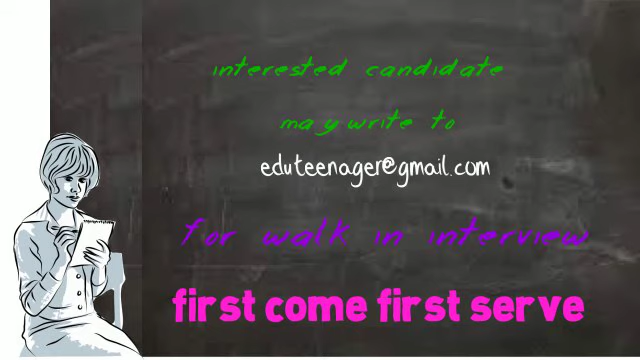 interested candidate
may write to
eduteenager@gmail.com
for walk in interview
first come first serve